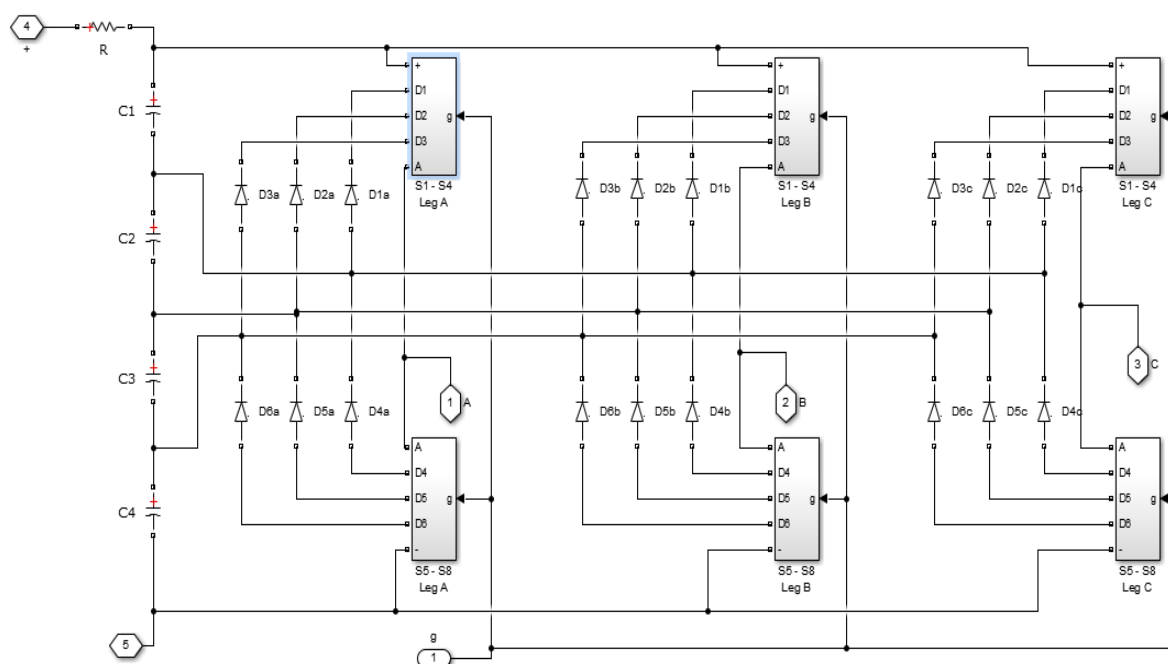 4
+
R
C1
C2
C3
C4
5
+
D1
D2
D3
A
g
S1 - S4
Leg A
D3a
D2a
D1a
D6a
D5a
D4a
1
A
A
D4
D5
D6
-
g
S5 - S8
Leg A
+
D1
D2
D3
A
g
S1 - S4
Leg B
D3b
D2b
D1b
D6b
D5b
D4b
2
B
A
D4
D5
D6
-
g
S5 - S8
Leg B
+
D1
D2
D3
A
g
S1 - S4
Leg C
D3c
D2c
D1c
D6c
D5c
D4c
3
C
A
D4
D5
D6
-
g
S5 - S8
Leg C
g
1